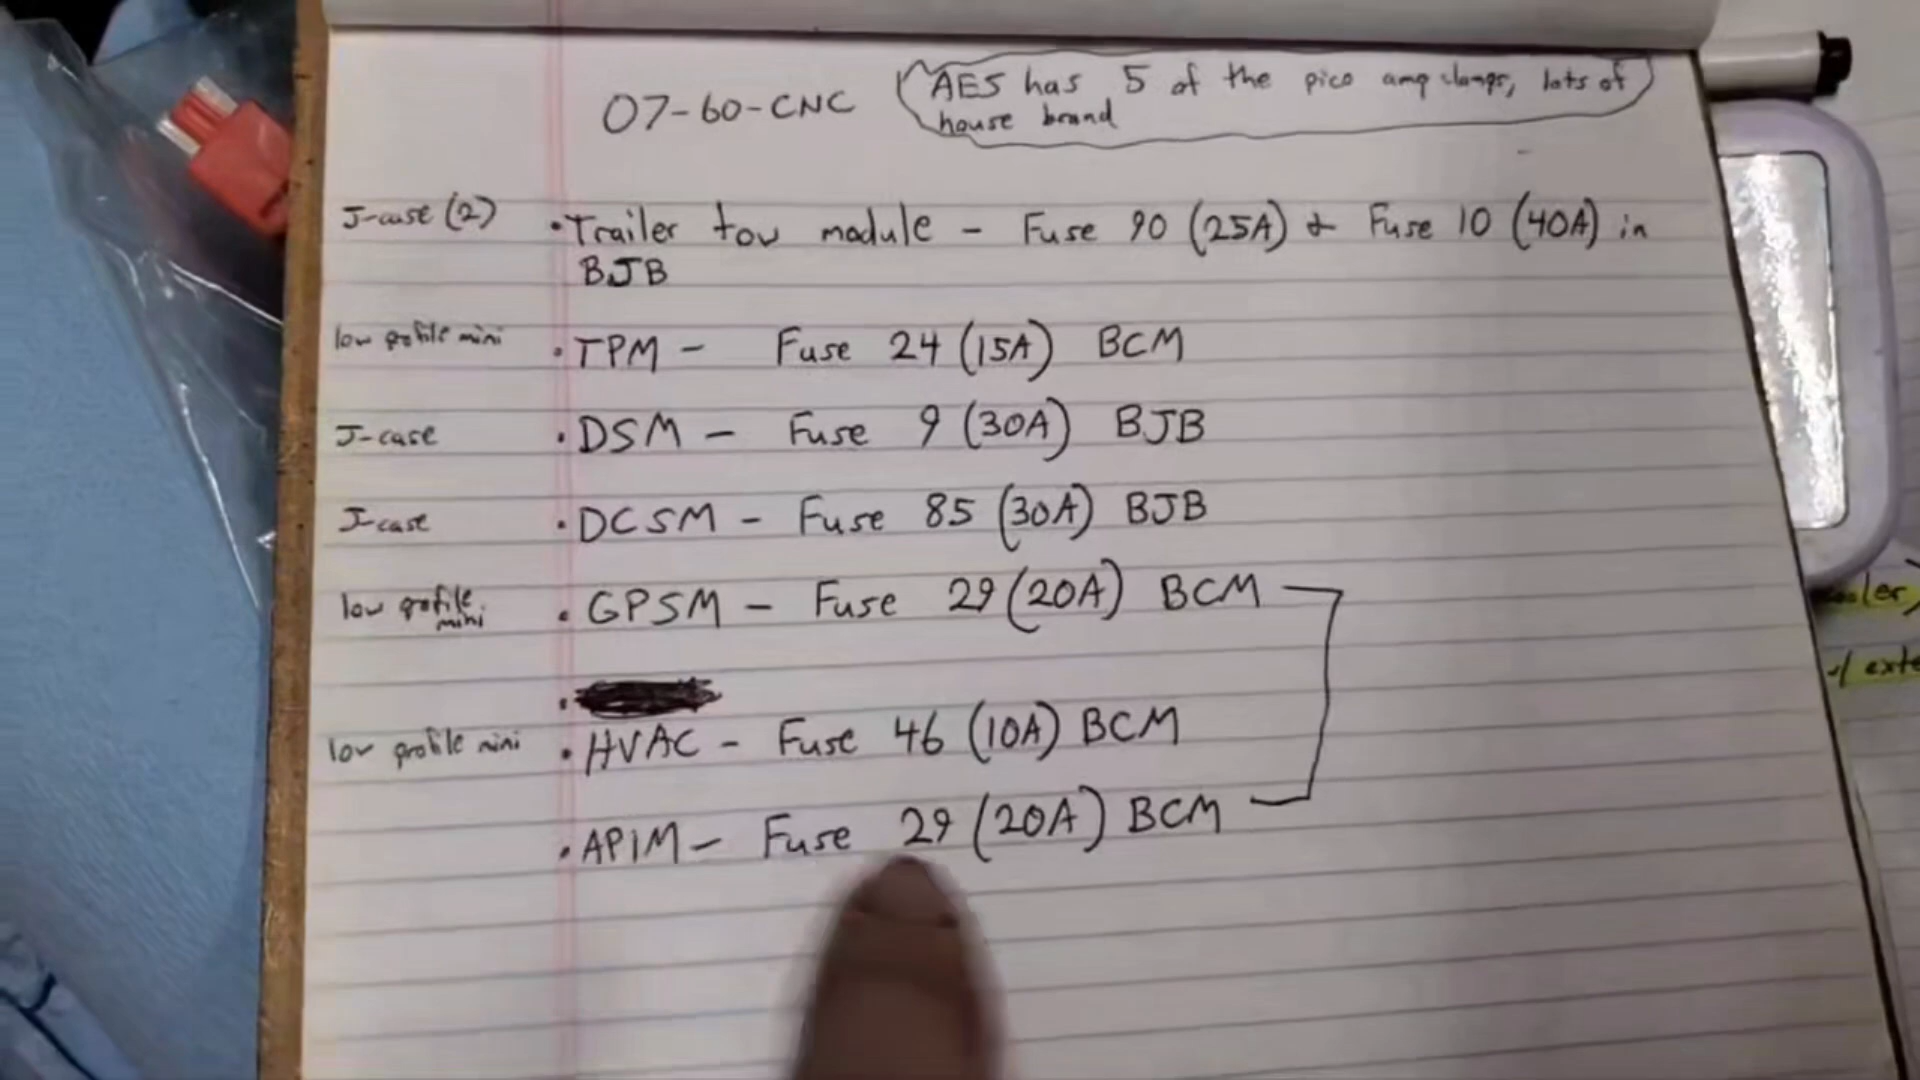 07-60-CNC
AES has 5 of the pico amp clamps, lots of
house brand
J-case (2) • Trailer tow module - Fuse 90 (25A) & Fuse 10 (40A) in
BJB
low profile mini • TPM - Fuse 24 (15A) BCM
J-case • DSM - Fuse 9 (30A) BJB
J-case • DCSM - Fuse 85 (30A) BJB
low profile
mini • GPSM - Fuse 29 (20A) BCM
low profile mini • HVAC - Fuse 46 (10A) BCM
• APIM - Fuse 29 (20A) BCM
ooler)
w/ exte